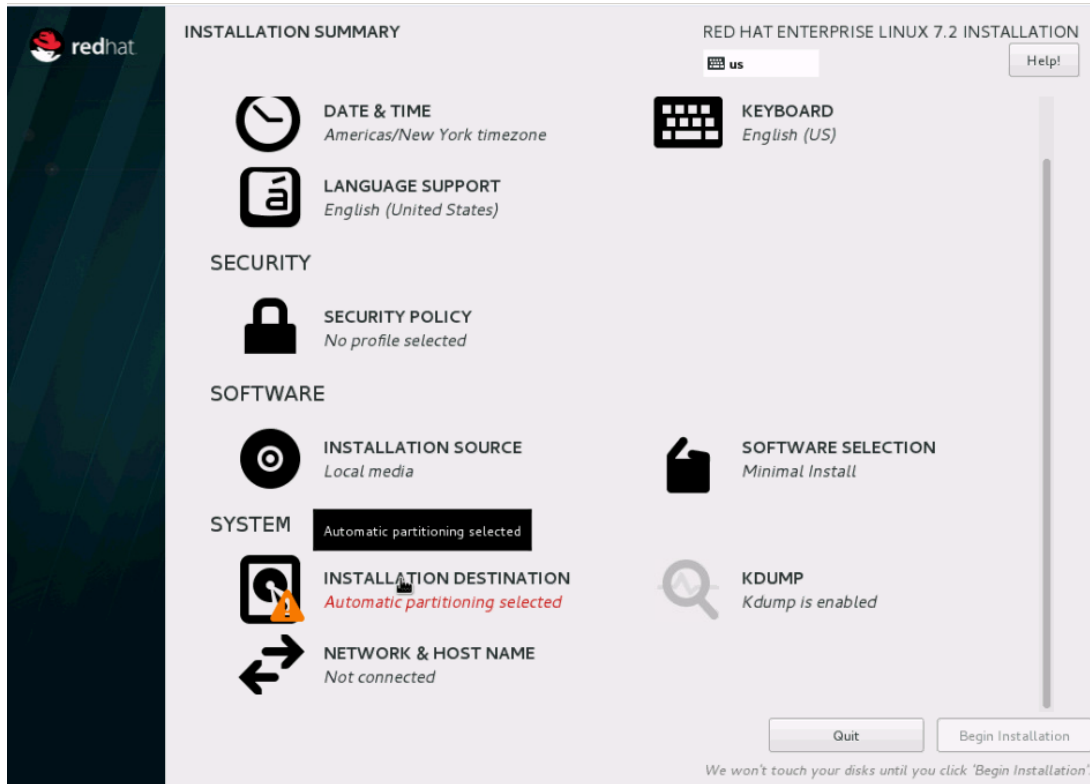 redhat
INSTALLATION SUMMARY
RED HAT ENTERPRISE LINUX 7.2 INSTALLATION
us
Help!
DATE & TIME
Americas/New York timezone
KEYBOARD
English (US)
á
LANGUAGE SUPPORT
English (United States)
SECURITY
SECURITY POLICY
No profile selected
SOFTWARE
INSTALLATION SOURCE
Local media
SOFTWARE SELECTION
Minimal Install
SYSTEM
Automatic partitioning selected
INSTALLATION DESTINATION
Automatic partitioning selected
KDUMP
Kdump is enabled
NETWORK & HOST NAME
Not connected
Quit
Begin Installation
We won't touch your disks until you click 'Begin Installation'